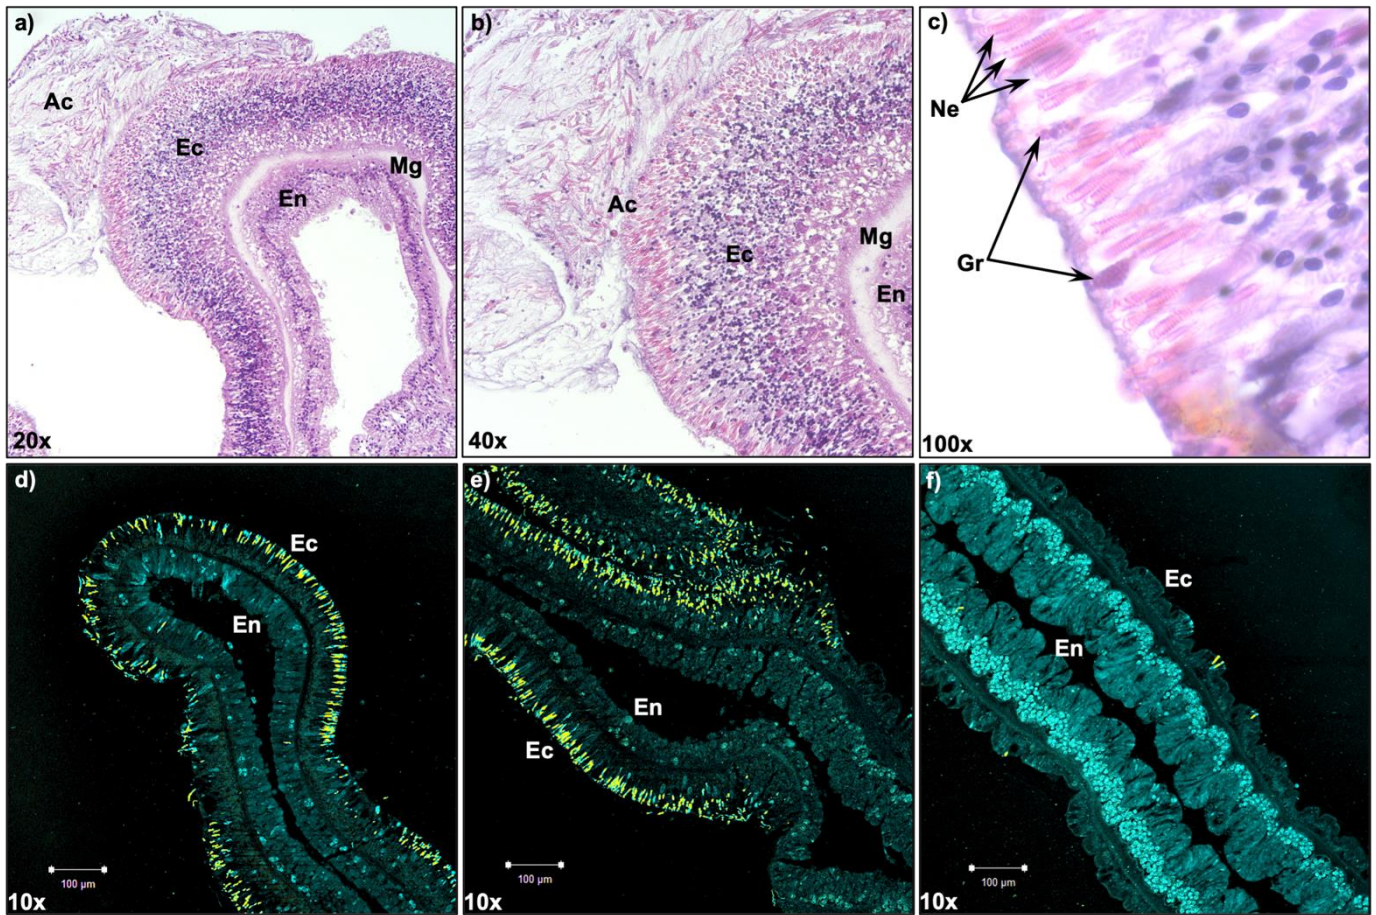 a)
Ac
Ec
Mg
En
20x
b)
Ac
Ec
Mg
En
40x
c)
Ne
Gr
100x
d)
Ec
En
100 µm
10x
e)
En
Ec
100 µm
10x
f)
Ec
En
100 µm
10x